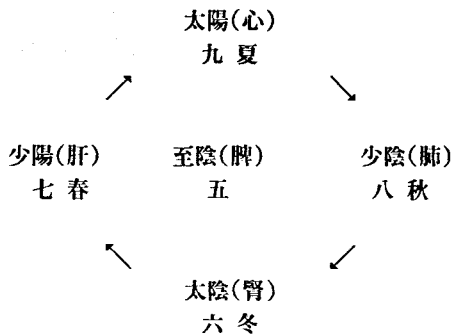 太陽(心)
九 夏
少陽(肝) 至陰(脾) 少陰(肺)
七 春 五 八 秋
太陰(腎)
六 冬